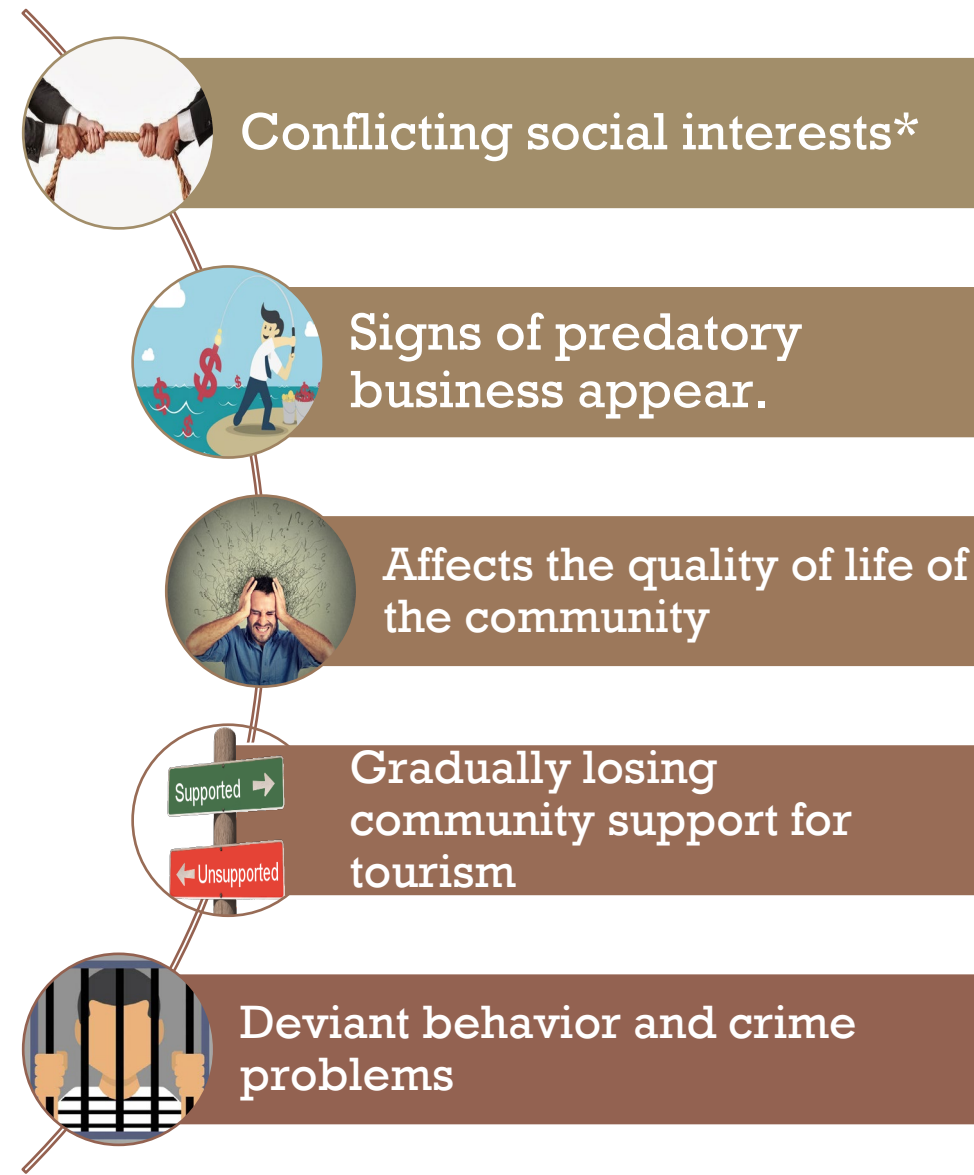 Conflicting social interests*
Signs of predatory
business appear.
Affects the quality of life of
the community
Supported
Unsupported
Gradually losing
community support for
tourism
Deviant behavior and crime
problems